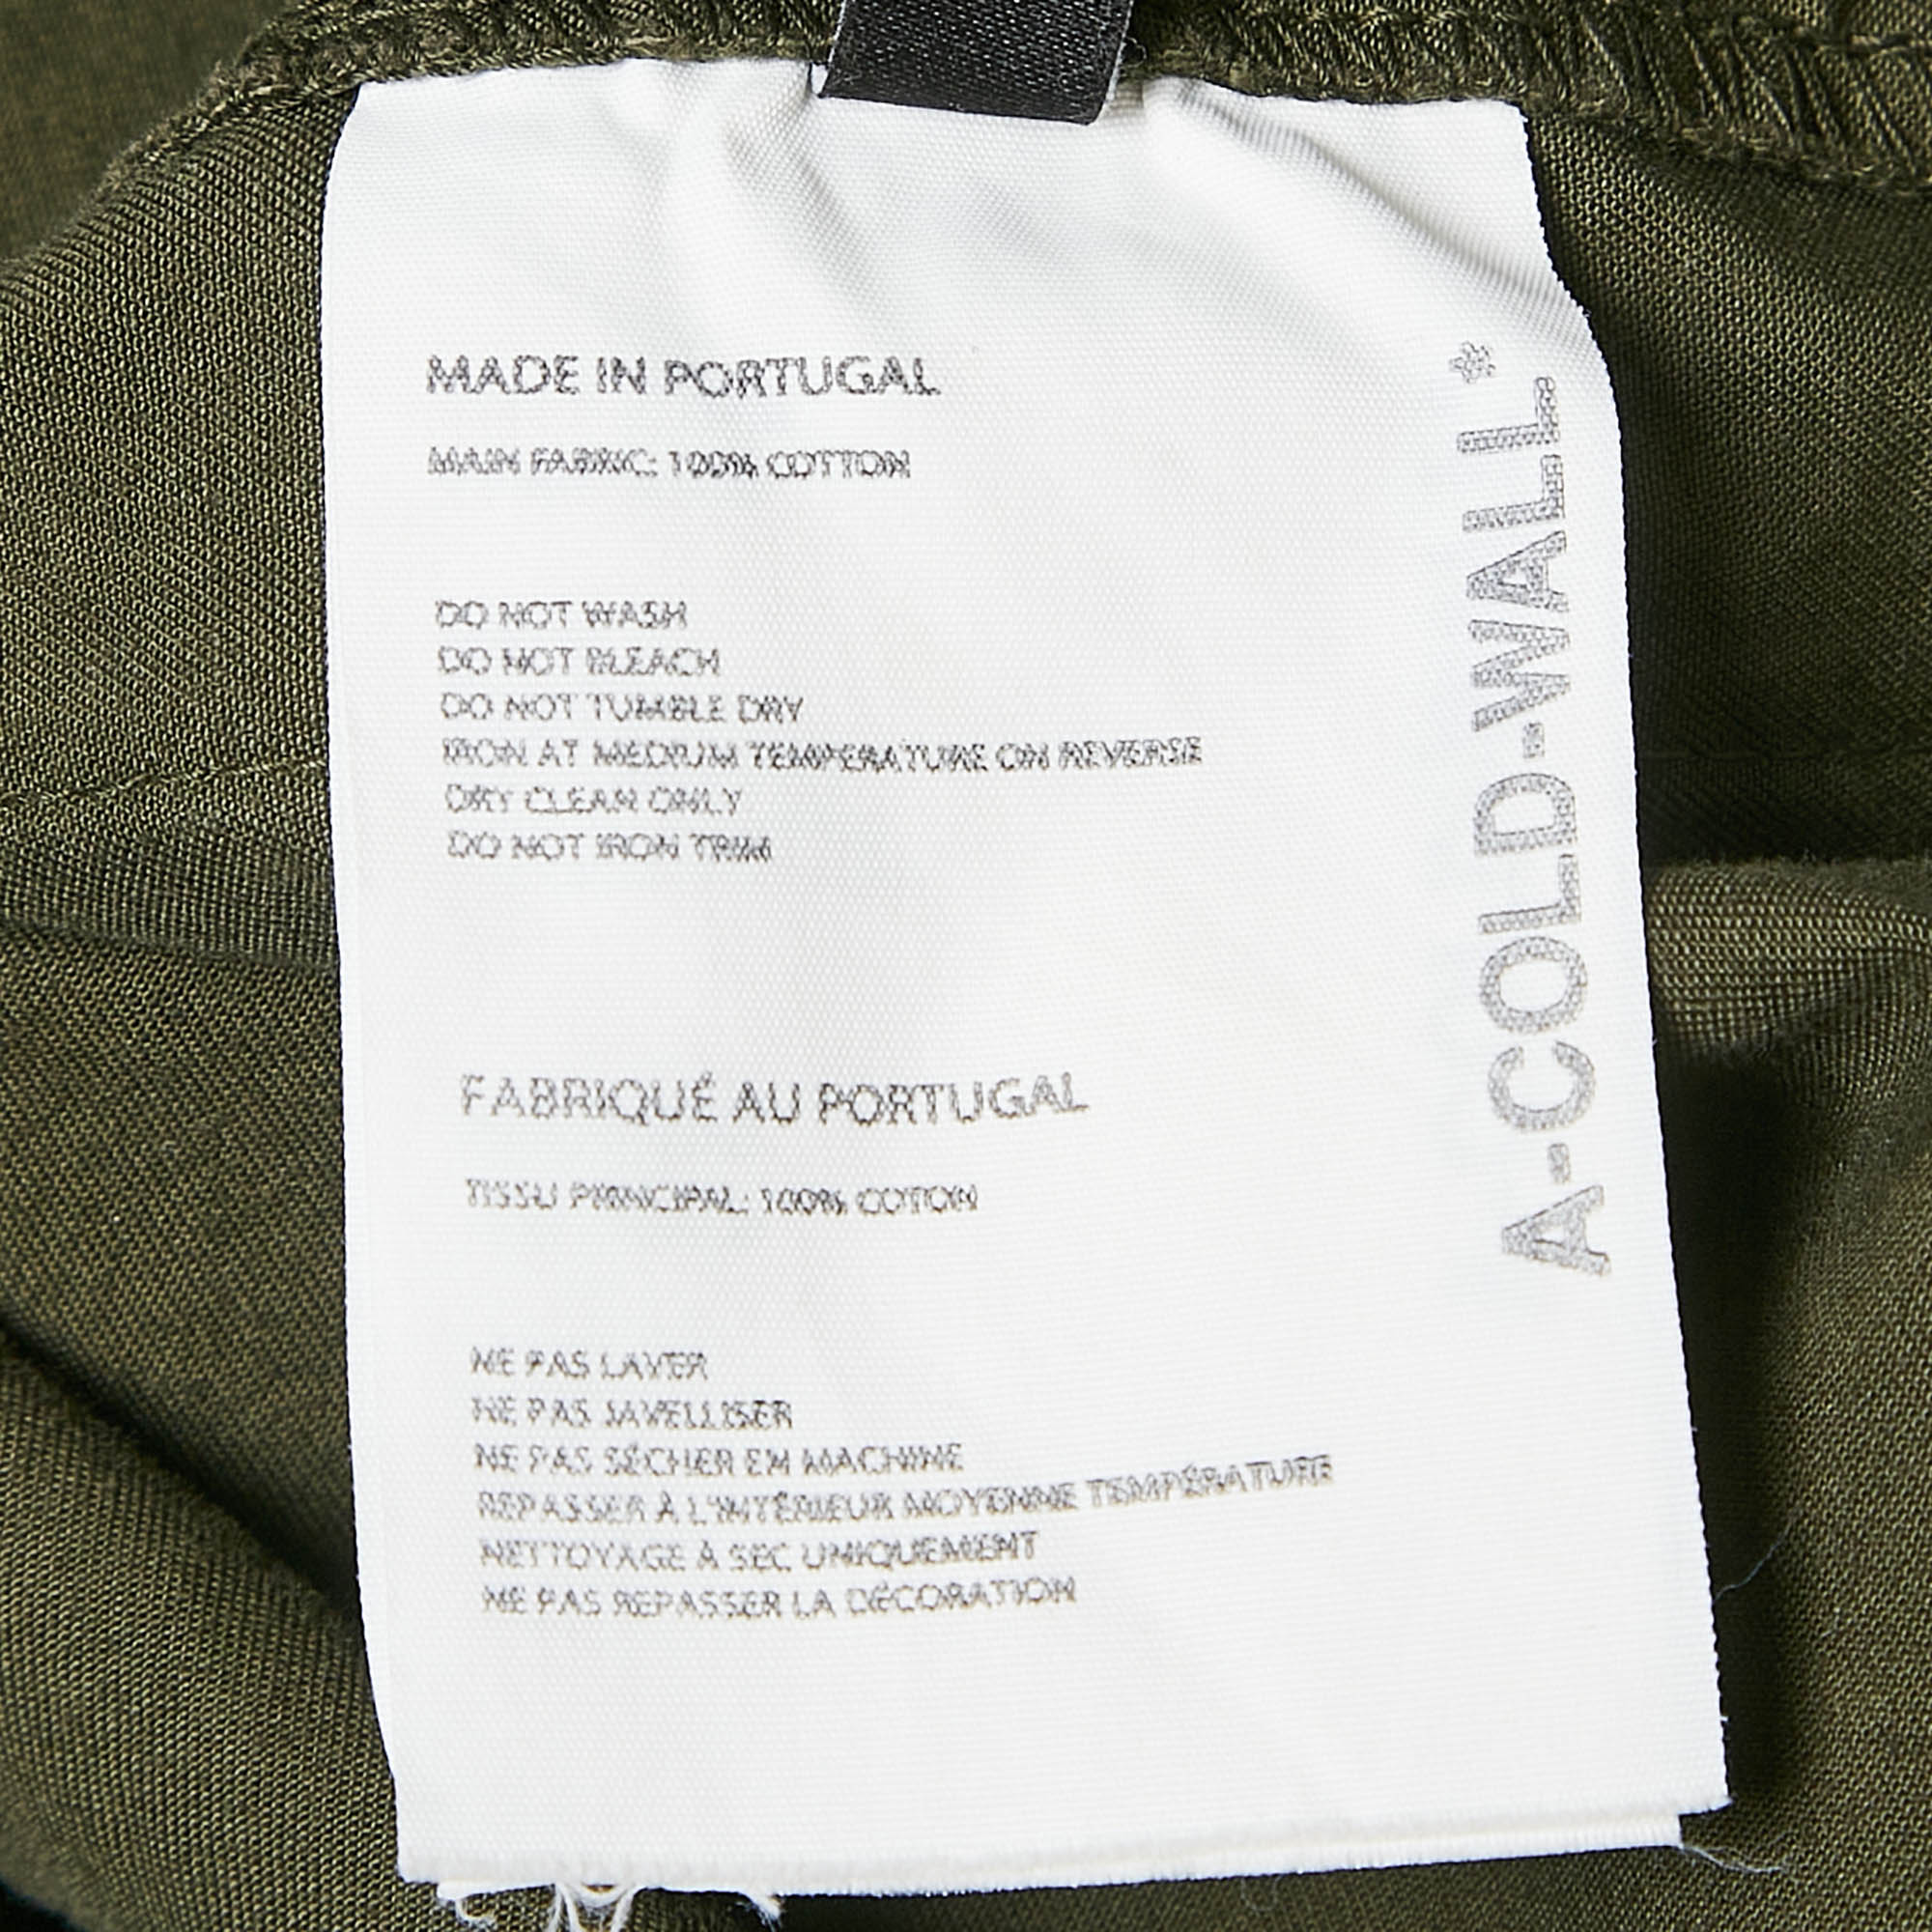 MADE IN PORTUGAL
MAIN FABRIC: 100% COTTON
DO NOT WASH
DO NOT BLEACH
DO NOT TUMBLE DRY
IRON AT MEDIUM TEMPERATURE ON REVERSE
DRY CLEAN ONLY
DO NOT IRON TRIM
FABRIQUÉ AU PORTUGAL
TISSU PRINCIPAL: 100% COTON
NE PAS LAVER
NE PAS JAVELLISER
NE PAS SÉCHER EN MACHINE
REPASSER À L'INTÉRIEUR MOYENNE TEMPÉRATURE
NETTOYAGE À SEC UNIQUEMENT
NE PAS REPASSER LA DÉCORATION
A-COLD-WALL*